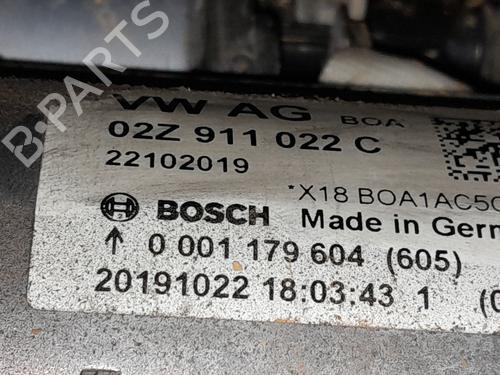 B-PARTS
VW AG BOA
02Z 911 022 C
22102019
*X18 BOA1AC5
BOSCH Made in Germ
↑ 0 001 179 604 (605)
20191022 18:03:43 1 (0